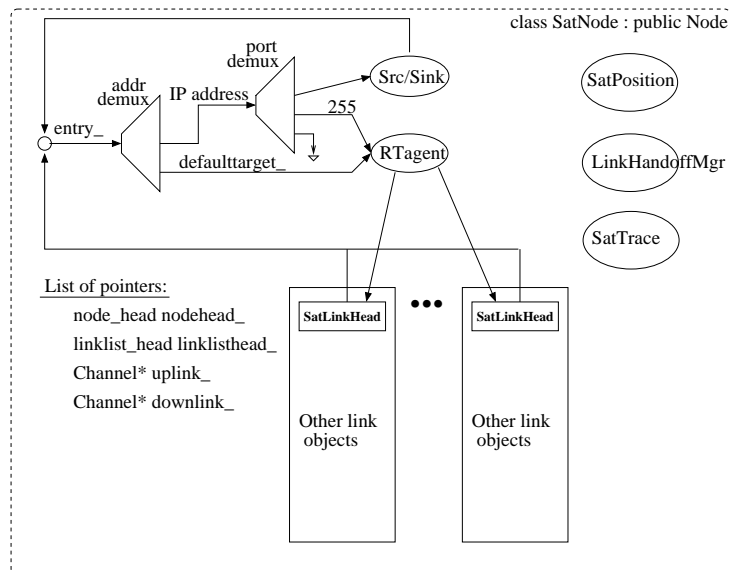 class SatNode : public Node
port
demux
addr
demux
IP address
Src/Sink
SatPosition
255
entry_
defaulttarget_
RTagent
LinkHandoffMgr
SatTrace
List of pointers:
node_head nodehead_
linklist_head linklisthead_
Channel* uplink_
Channel* downlink_
SatLinkHead
SatLinkHead
Other link
objects
Other link
objects